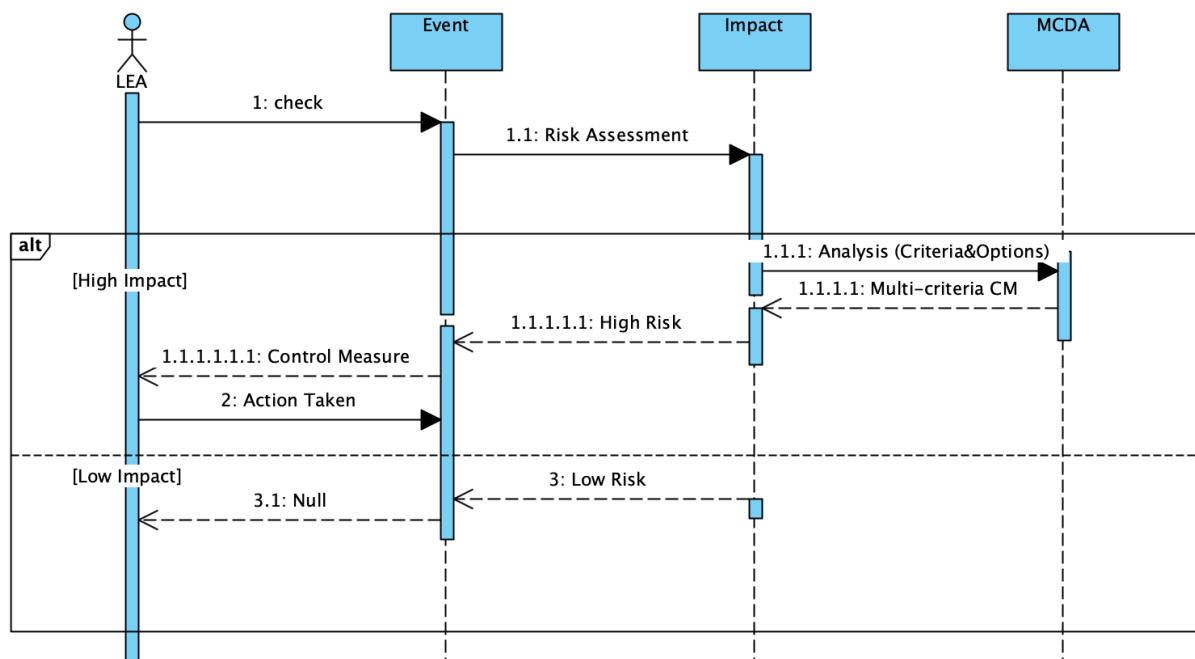 Event
Impact
MCDA
LEA
1: check
1.1: Risk Assessment
alt
[High Impact]
1.1.1: Analysis (Criteria&Options)
1.1.1.1: Multi-criteria CM
1.1.1.1.1: High Risk
1.1.1.1.1.1: Control Measure
2: Action Taken
[Low Impact]
3: Low Risk
3.1: Null